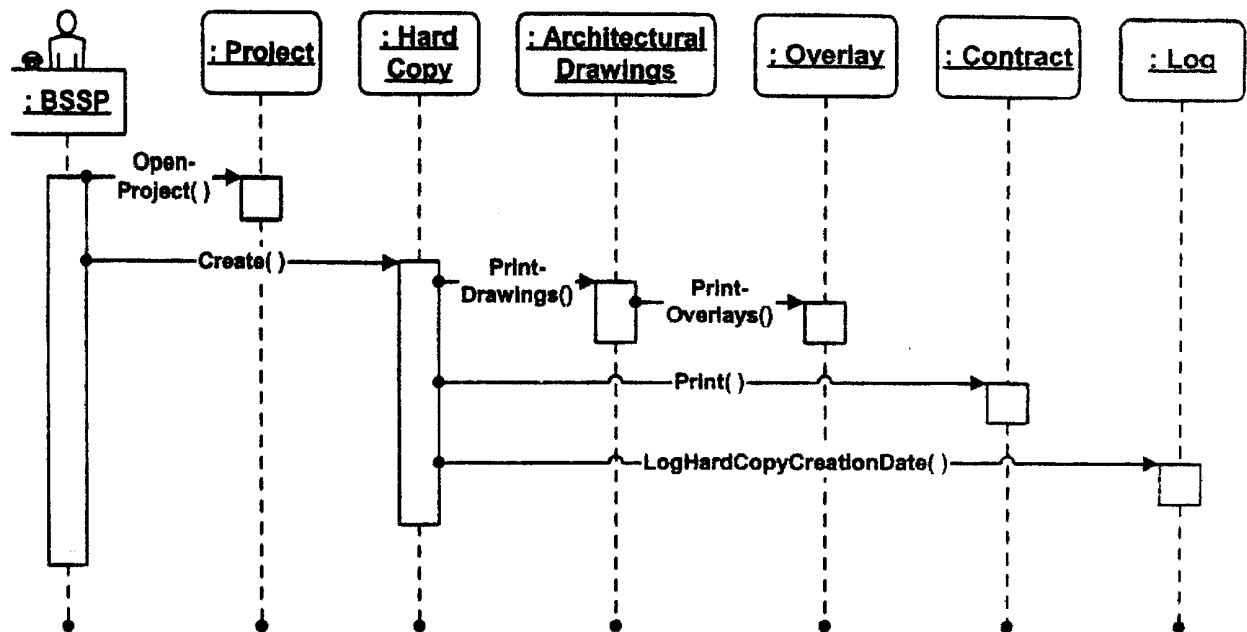 : Project
: Hard
Copy
: Architectural
Drawings
: Overlay
: Contract
: Log
: BSSP
Open-
Project( )
Create( )
Print-
Drawings()
Print-
Overlays()
Print( )
LogHardCopyCreationDate( )